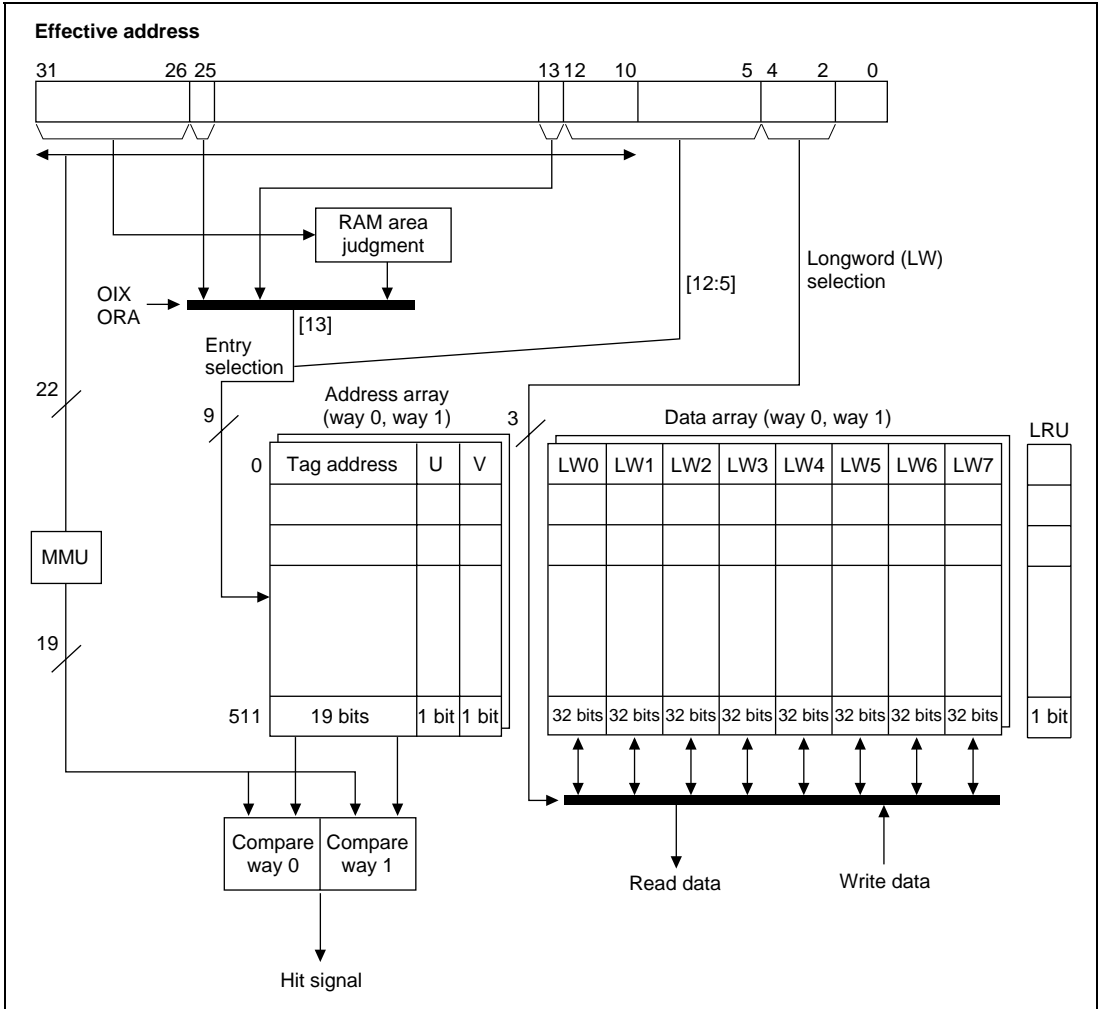 Effective address
31 26 25 13 12 10 5 4 2 0
RAM area
judgment
Longword (LW)
selection
[12:5]
OIX
ORA
[13]
Entry
selection
22
9
Address array
(way 0, way 1)
3
Data array (way 0, way 1)
LRU
0 Tag address U V
LW0 LW1 LW2 LW3 LW4 LW5 LW6 LW7
MMU
19
511 19 bits 1 bit 1 bit
32 bits 32 bits 32 bits 32 bits 32 bits 32 bits 32 bits 32 bits
1 bit
Compare
way 0
Compare
way 1
Read data
Write data
Hit signal